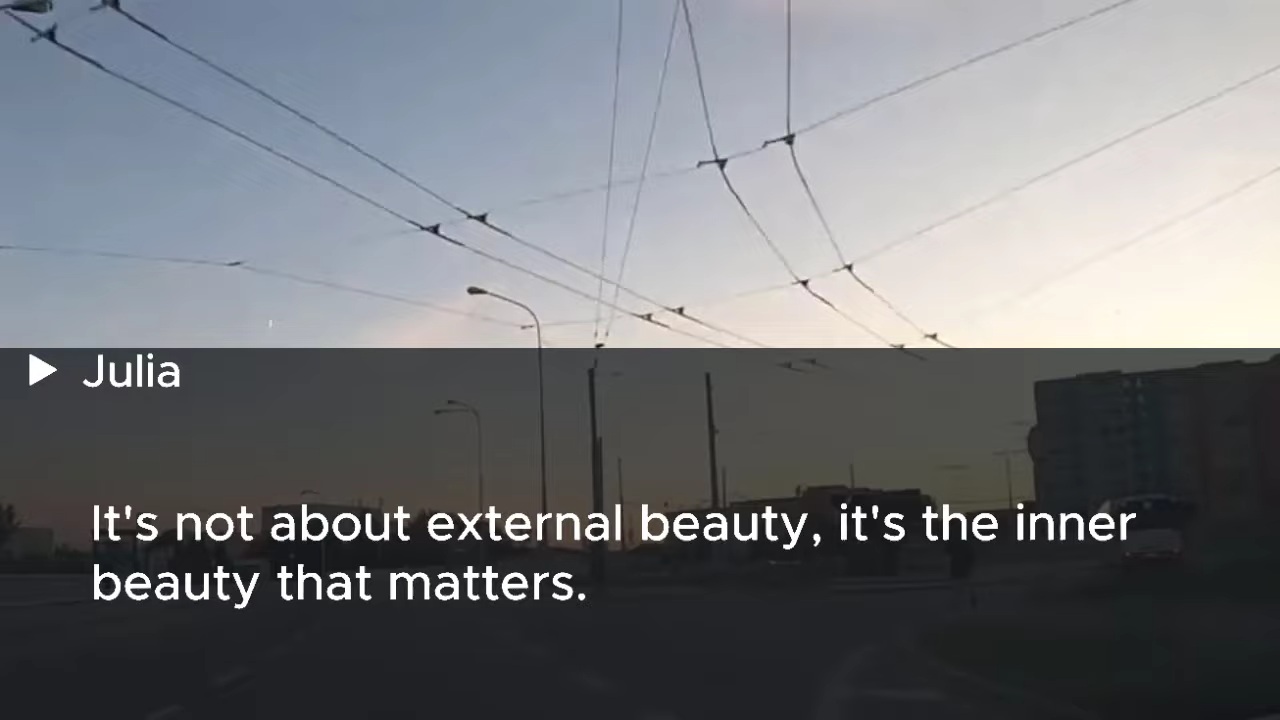 Julia
It's not about external beauty, it's the inner
beauty that matters.